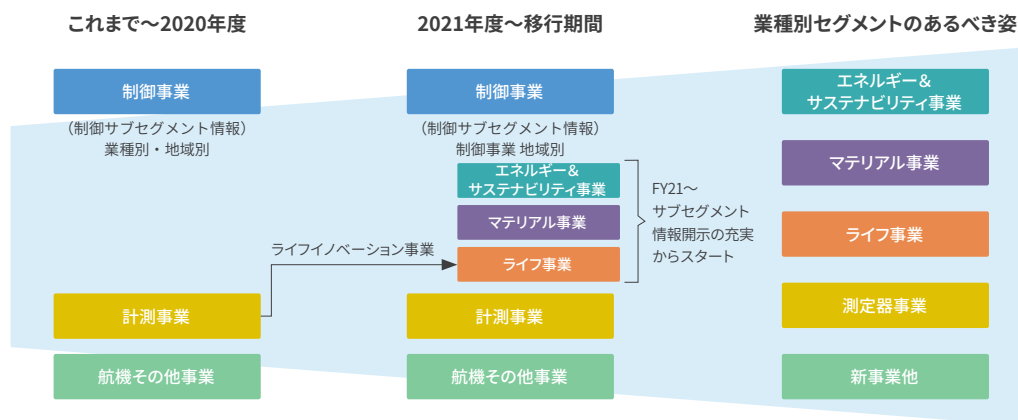 これまで～2020年度
2021年度～移行期間
業種別セグメントのあるべき姿
制御事業
（制御サブセグメント情報）
業種別・地域別
ライフイノベーション事業
計測事業
航機その他事業
制御事業
（制御サブセグメント情報）
制御事業 地域別
エネルギー＆
サステナビリティ事業
マテリアル事業
ライフ事業
FY21～
サブセグメント
情報開示の充実
からスタート
計測事業
航機その他事業
エネルギー＆
サステナビリティ事業
マテリアル事業
ライフ事業
測定器事業
新事業他